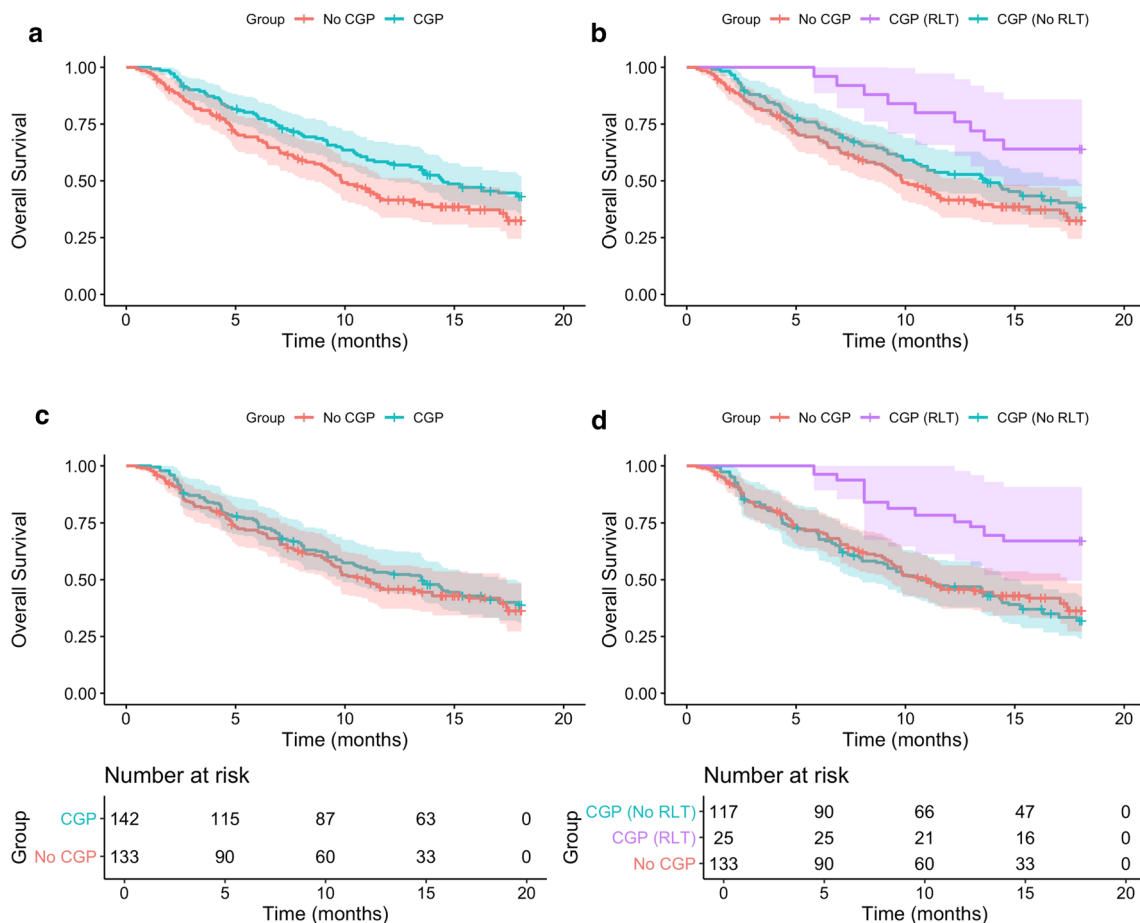 a
Group No CGP CGP
1.00
0.75
0.50
0.25
0.00
Overall Survival
0 5 10 15 20
Time (months)
b
Group No CGP CGP (RLT) CGP (No RLT)
1.00
0.75
0.50
0.25
0.00
Overall Survival
0 5 10 15 20
Time (months)
c
Group No CGP CGP
1.00
0.75
0.50
0.25
0.00
Overall Survival
0 5 10 15 20
Time (months)
Number at risk
Group
CGP 142 115 87 63 0
No CGP 133 90 60 33 0
0 5 10 15 20
Time (months)
d
Group No CGP CGP (RLT) CGP (No RLT)
1.00
0.75
0.50
0.25
0.00
Overall Survival
0 5 10 15 20
Time (months)
Number at risk
Group
CGP (No RLT) 117 90 66 47 0
CGP (RLT) 25 25 21 16 0
No CGP 133 90 60 33 0
0 5 10 15 20
Time (months)